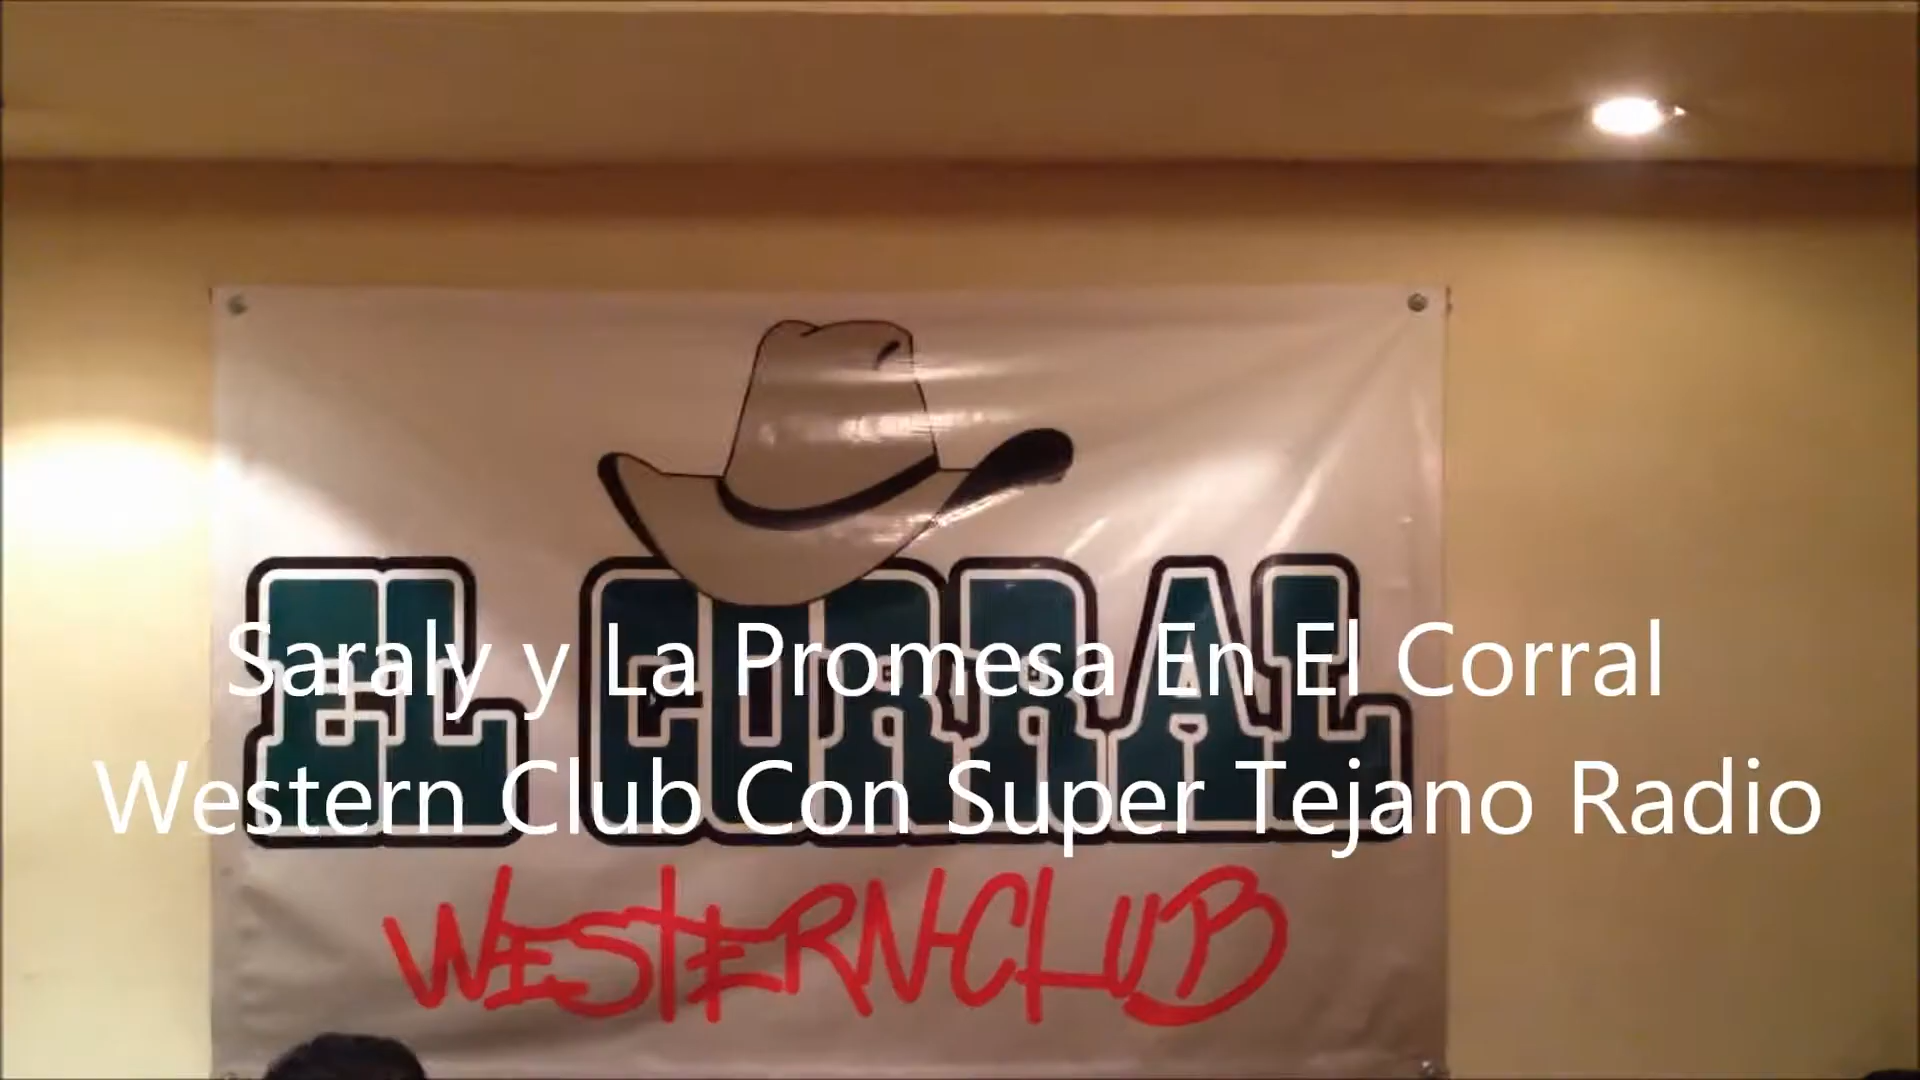 EL CORRAL
Saraly y La Promesa En El Corral
Western Club Con Super Tejano Radio
WESTERN CLUB